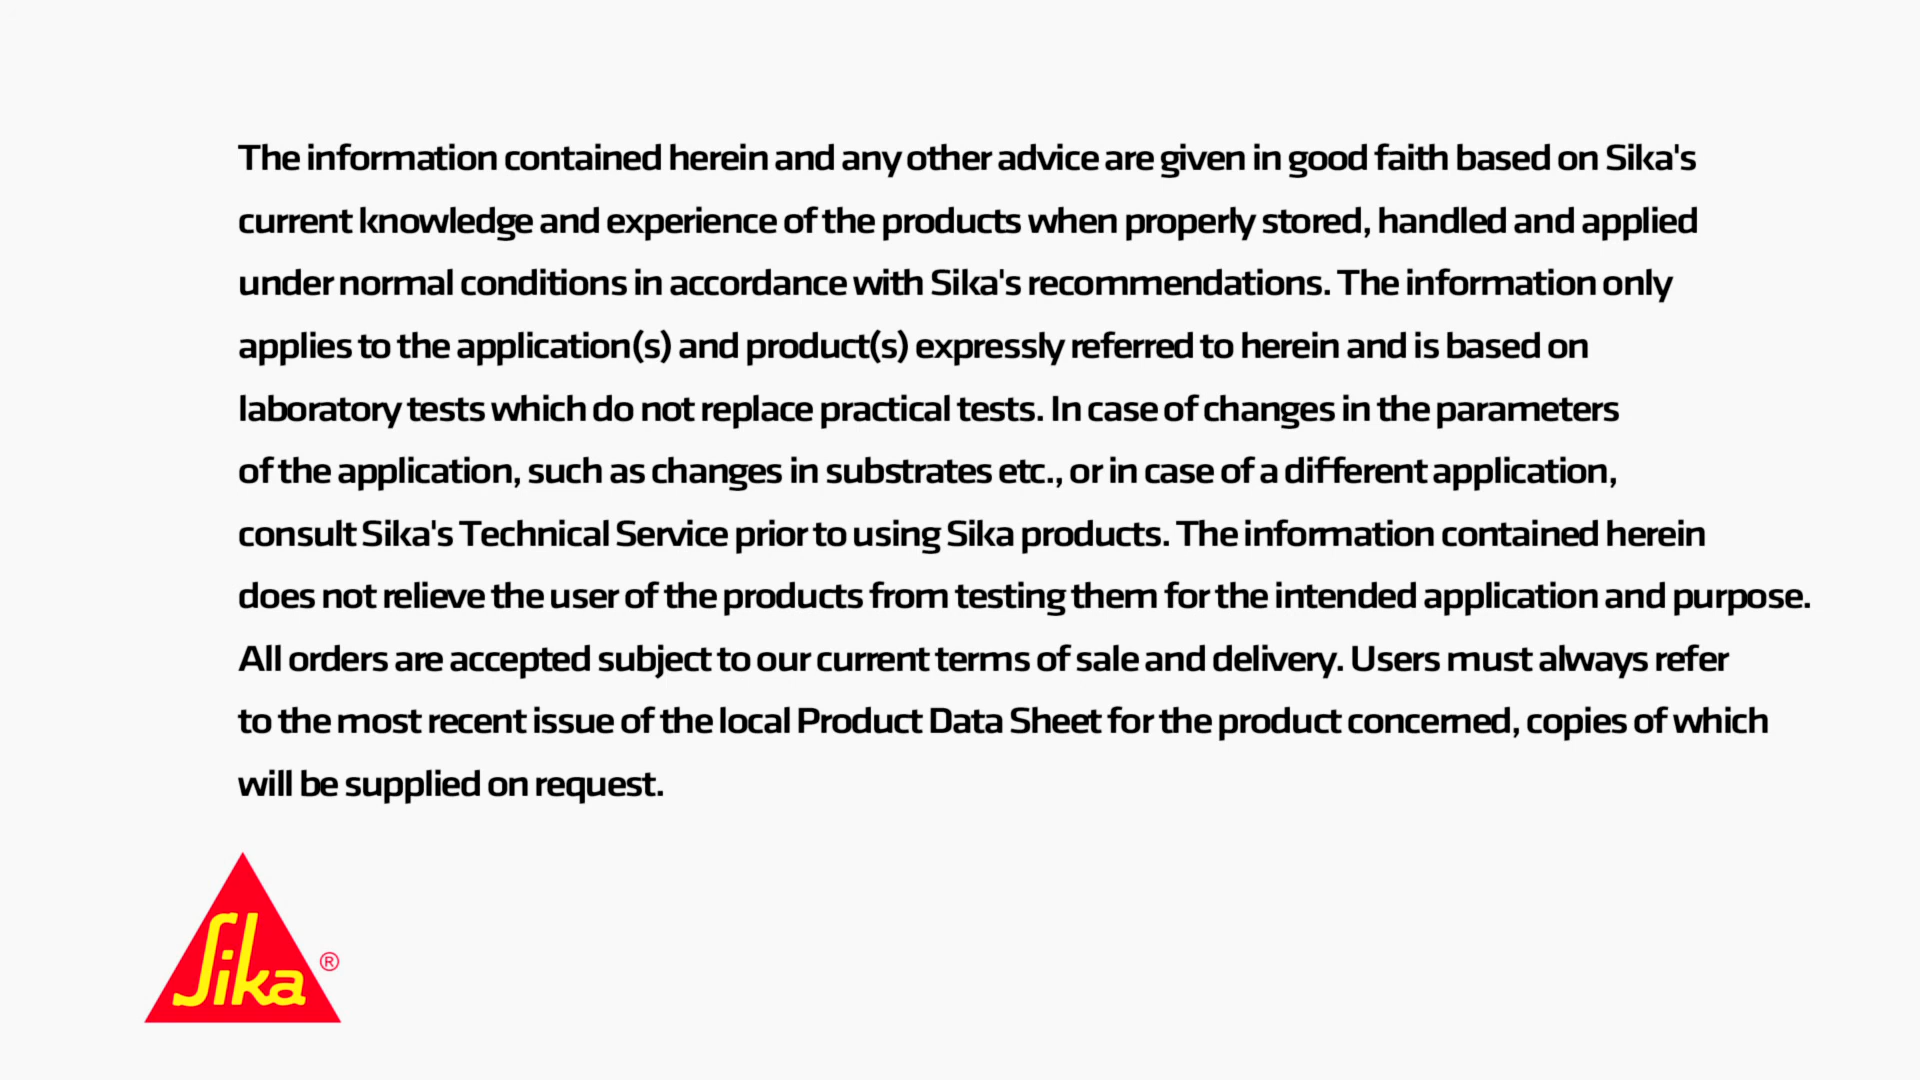 The information contained herein and any other advice are given in good faith based on Sika's
current knowledge and experience of the products when properly stored, handled and applied
under normal conditions in accordance with Sika's recommendations. The information only
applies to the application(s) and product(s) expressly referred to herein and is based on
laboratory tests which do not replace practical tests. In case of changes in the parameters
of the application, such as changes in substrates etc., or in case of a different application,
consult Sika's Technical Service prior to using Sika products. The information contained herein
does not relieve the user of the products from testing them for the intended application and purpose.
All orders are accepted subject to our current terms of sale and delivery. Users must always refer
to the most recent issue of the local Product Data Sheet for the product concerned, copies of which
will be supplied on request.
Sika®